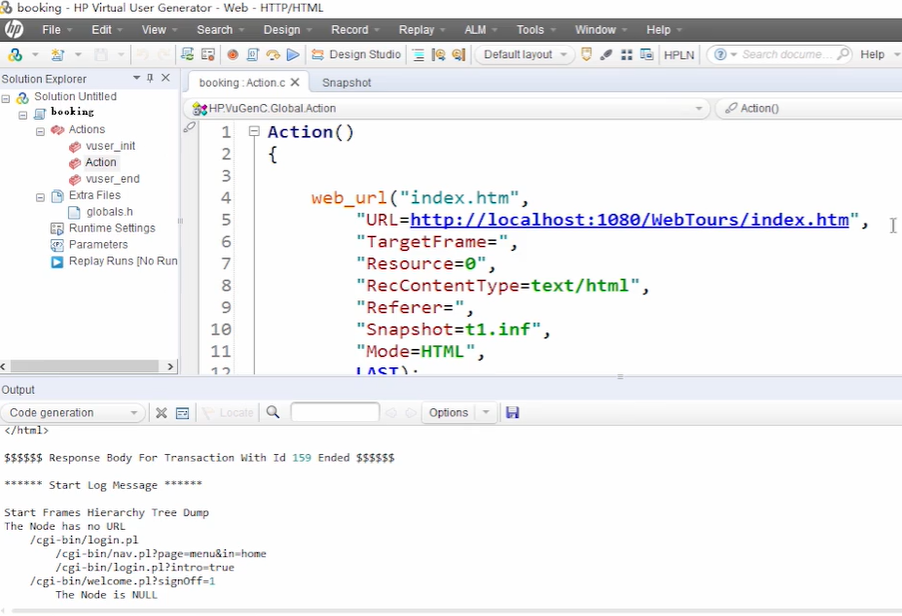 booking - HP Virtual User Generator - Web - HTTP/HTML
hp File Edit View Search Design Record Replay ALM Tools Window Help
Design Studio Default layout HPLN Search docume... Help
Solution Explorer
Solution Untitled
booking
Actions
vuser_init
Action
vuser_end
Extra Files
globals.h
Runtime Settings
Parameters
Replay Runs [No Run
booking : Action.c Snapshot
HP.VuGenC.Global.Action Action()
1 Action()
2 {
3
4 web_url("index.htm",
5 "URL=http://localhost:1080/WebTours/index.htm",
6 "TargetFrame=",
7 "Resource=0",
8 "RecContentType=text/html",
9 "Referer=",
10 "Snapshot=t1.inf",
11 "Mode=HTML",
12 LAST);
Output
Code generation Locate Options
</html>
$$$$$$ Response Body For Transaction With Id 159 Ended $$$$$$
****** Start Log Message ******
Start Frames Hierarchy Tree Dump
The Node has no URL
/cgi-bin/login.pl
/cgi-bin/nav.pl?page=menu&in=home
/cgi-bin/login.pl?intro=true
/cgi-bin/welcome.pl?signOff=1
The Node is NULL